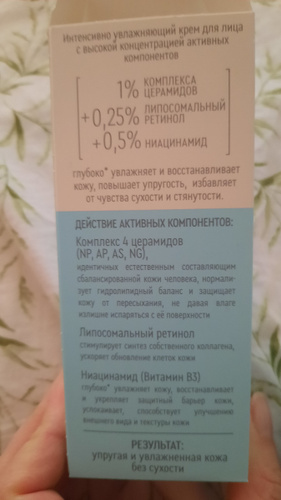 Интенсивно увлажняющий крем для лица
с высокой концентрацией активных
компонентов
1% КОМПЛЕКСА
ЦЕРАМИДОВ
+0,25% ЛИПОСОМАЛЬНЫЙ
РЕТИНОЛ
+0,5% НИАЦИНАМИД
глубоко* увлажняет и восстанавливает
кожу, повышает упругость, избавляет
от чувства сухости и стянутости.
ДЕЙСТВИЕ АКТИВНЫХ КОМПОНЕНТОВ:
Комплекс 4 церамидов
(NP, AP, AS, NG),
идентичных естественным составляющим
сбалансированной кожи человека, нормали-
зует гидролипидный баланс и защищает
кожу от пересыхания, не давая влаге
излишне испаряться с её поверхности
Липосомальный ретинол
стимулирует синтез собственного коллагена,
ускоряет обновление клеток кожи
Ниацинамид (Витамин B3)
глубоко* увлажняет кожу, восстанавливает
и укрепляет защитный барьер кожи,
успокаивает, способствует улучшению
внешнего вида и текстуры кожи
РЕЗУЛЬТАТ:
упругая и увлажненная кожа
без сухости